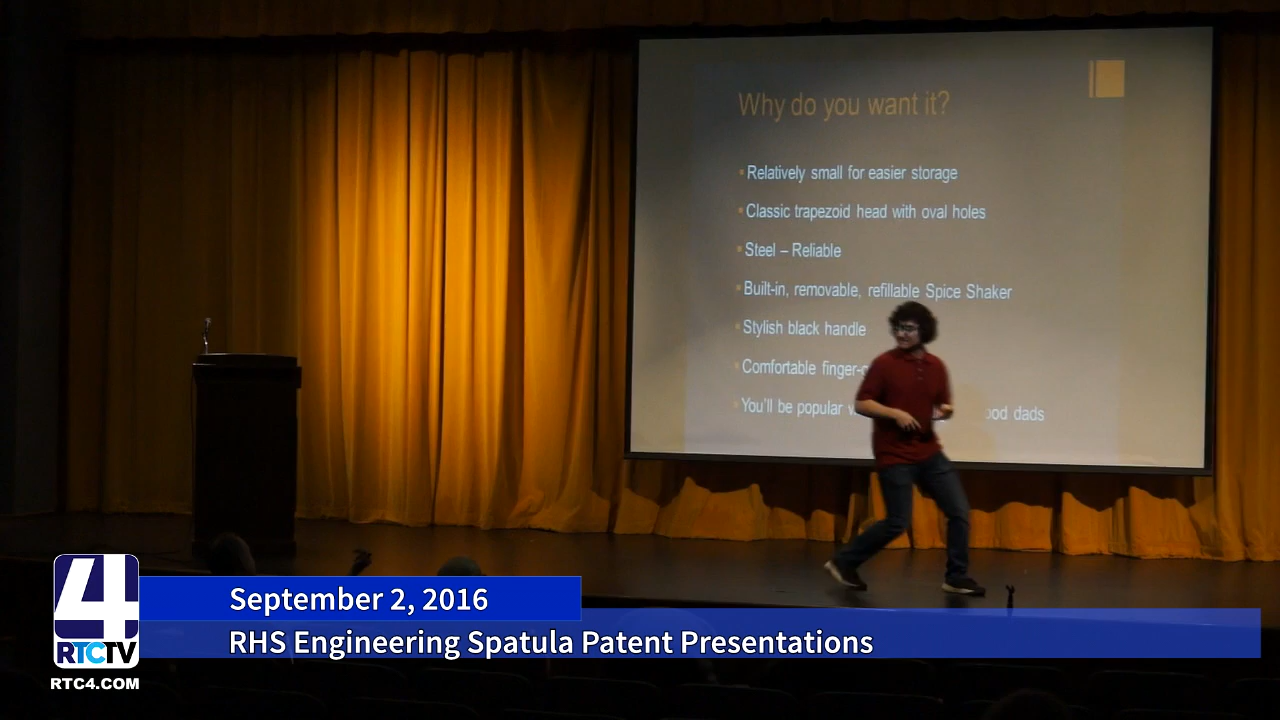 Why do you want it?
• Relatively small for easier storage
• Classic trapezoid head with oval holes
• Steel – Reliable
• Built-in, removable, refillable Spice Shaker
• Stylish black handle
• Comfortable
• You'll be popular dads
4
RTCTV
RTC4.COM
September 2, 2016
RHS Engineering Spatula Patent Presentations